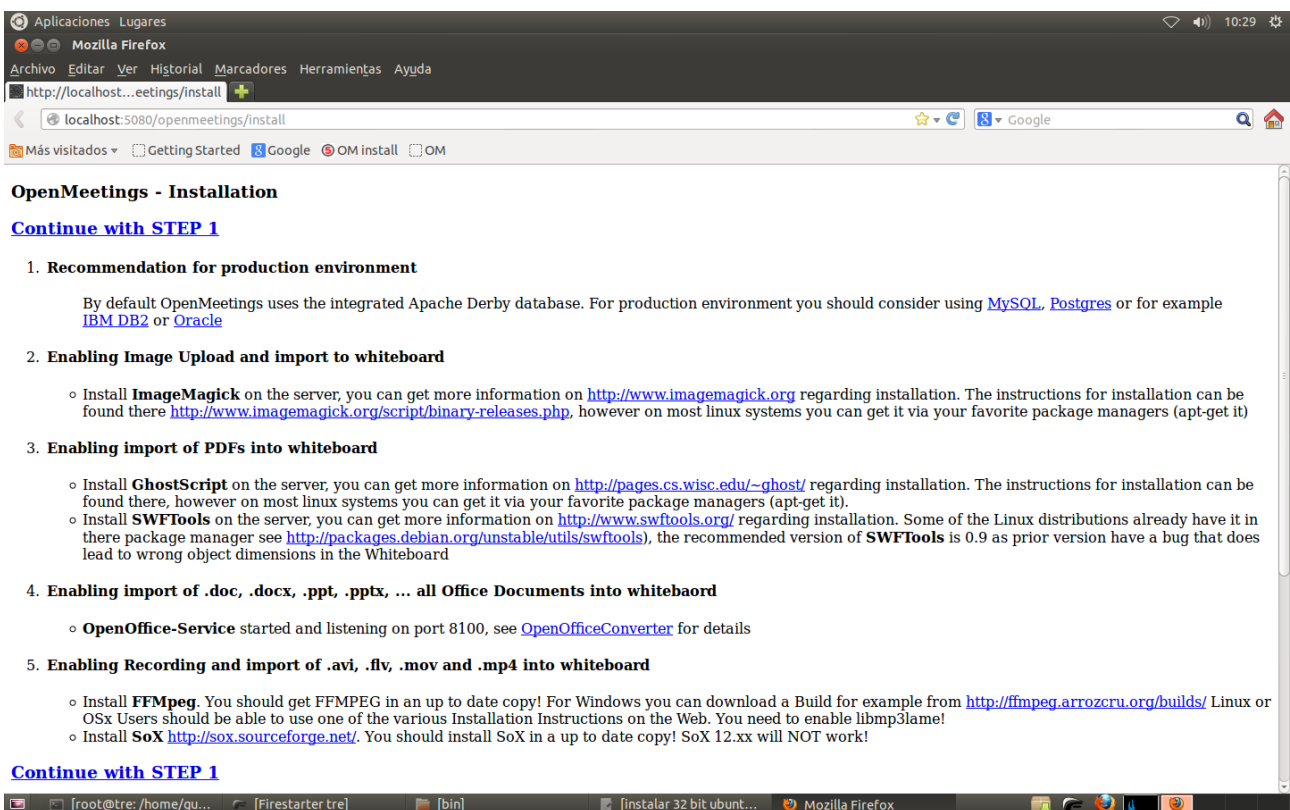 Aplicaciones Lugares
10:29
Mozilla Firefox
Archivo Editar Ver Historial Marcadores Herramientas Ayuda
http://localhost...eetings/install
localhost:5080/openmeetings/install
Google
Más visitados Getting Started Google OM install OM
OpenMeetings - Installation
Continue with STEP 1
1. Recommendation for production environment
By default OpenMeetings uses the integrated Apache Derby database. For production environment you should consider using MySQL, Postgres or for example
IBM DB2 or Oracle
2. Enabling Image Upload and import to whiteboard
Install ImageMagick on the server, you can get more information on http://www.imagemagick.org regarding installation. The instructions for installation can be
found there http://www.imagemagick.org/script/binary-releases.php, however on most linux systems you can get it via your favorite package managers (apt-get it)
3. Enabling import of PDFs into whiteboard
Install GhostScript on the server, you can get more information on http://pages.cs.wisc.edu/~ghost/ regarding installation. The instructions for installation can be
found there, however on most linux systems you can get it via your favorite package managers (apt-get it).
Install SWFTools on the server, you can get more information on http://www.swftools.org/ regarding installation. Some of the Linux distributions already have it in
there package manager see http://packages.debian.org/unstable/utils/swftools), the recommended version of SWFTools is 0.9 as prior version have a bug that does
lead to wrong object dimensions in the Whiteboard
4. Enabling import of .doc, .docx, .ppt, .pptx, ... all Office Documents into whitebaord
OpenOffice-Service started and listening on port 8100, see OpenOfficeConverter for details
5. Enabling Recording and import of .avi, .flv, .mov and .mp4 into whiteboard
Install FFMpeg. You should get FFMPEG in an up to date copy! For Windows you can download a Build for example from http://ffmpeg.arrozcru.org/builds/ Linux or
OSx Users should be able to use one of the various Installation Instructions on the Web. You need to enable libmp3lame!
Install SoX http://sox.sourceforge.net/. You should install SoX in a up to date copy! SoX 12.xx will NOT work!
Continue with STEP 1
[root@tre: /home/qu... [Firestarter tre] [bin] [instalar 32 bit ubunt... Mozilla Firefox